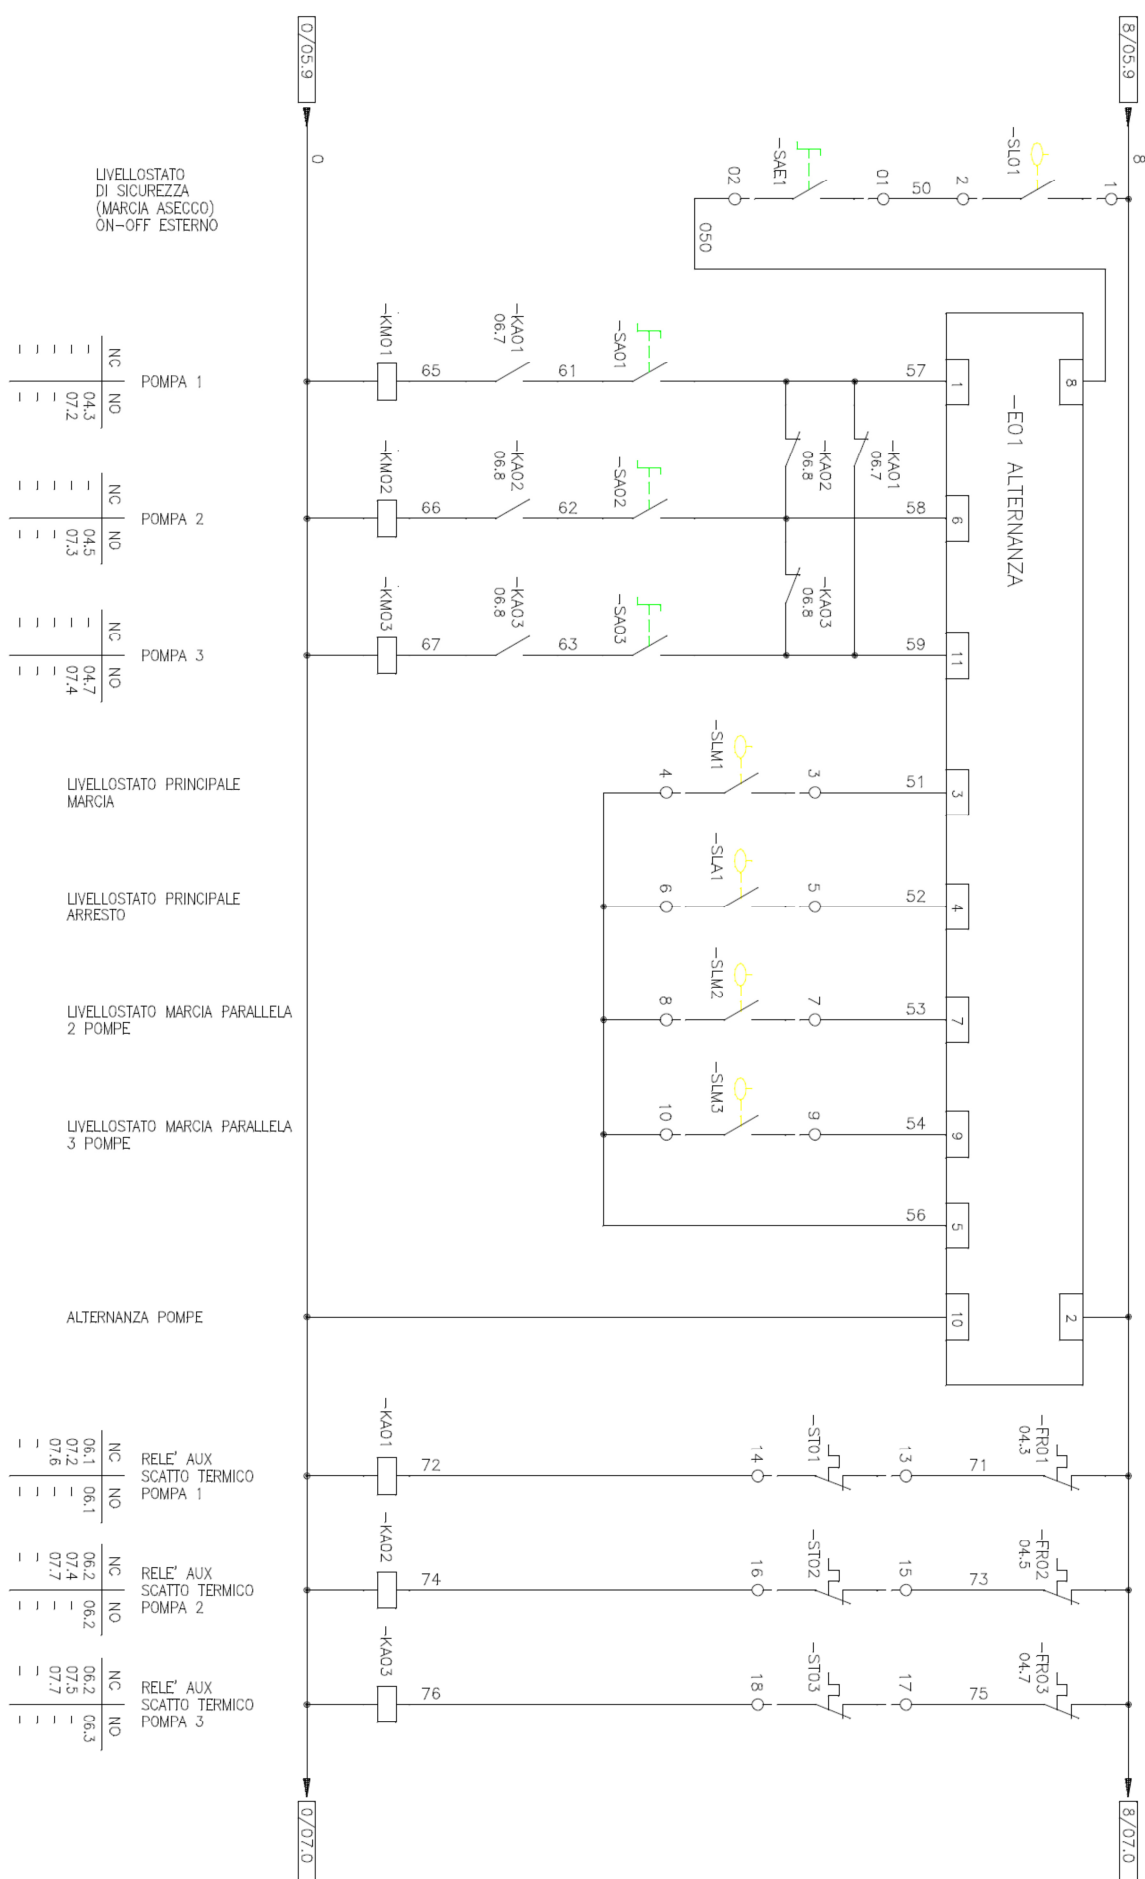 8/05.9
8
1
-SL01
2
50
01
-SAE1
02
050
0/05.9
0
LIVELLOSTATO
DI SICUREZZA
(MARCIA ASECCO)
ON-OFF ESTERNO
-E01 ALTERNANZA
8
1
57
-KA01
06.7
-KA02
06.8
-SA01
61
-KA01
06.7
65
-KM01
POMPA 1
NC NO
- 04.3
- 07.2
- -
- -
- -
6
58
-KA03
06.8
-SA02
62
-KA02
06.8
66
-KM02
POMPA 2
NC NO
- 04.5
- 07.3
- -
- -
- -
11
59
-SA03
63
-KA03
06.8
67
-KM03
POMPA 3
NC NO
- 04.7
- 07.4
- -
- -
- -
3
51
3
-SLM1
4
LIVELLOSTATO PRINCIPALE
MARCIA
4
52
5
-SLA1
6
LIVELLOSTATO PRINCIPALE
ARRESTO
7
53
7
-SLM2
8
LIVELLOSTATO MARCIA PARALLELA
2 POMPE
9
54
9
-SLM3
10
LIVELLOSTATO MARCIA PARALLELA
3 POMPE
5
56
2
10
ALTERNANZA POMPE
-FR01
04.3
71
13
-ST01
14
72
-KA01
RELE' AUX
SCATTO TERMICO
POMPA 1
NC NO
06.1 06.1
07.2 -
07.6 -
- -
- -
-FR02
04.5
73
15
-ST02
16
74
-KA02
RELE' AUX
SCATTO TERMICO
POMPA 2
NC NO
06.2 06.2
07.4 -
07.7 -
- -
- -
-FR03
04.7
75
17
-ST03
18
76
-KA03
RELE' AUX
SCATTO TERMICO
POMPA 3
NC NO
06.2 06.3
07.5 -
07.7 -
- -
- -
8/07.0
0/07.0